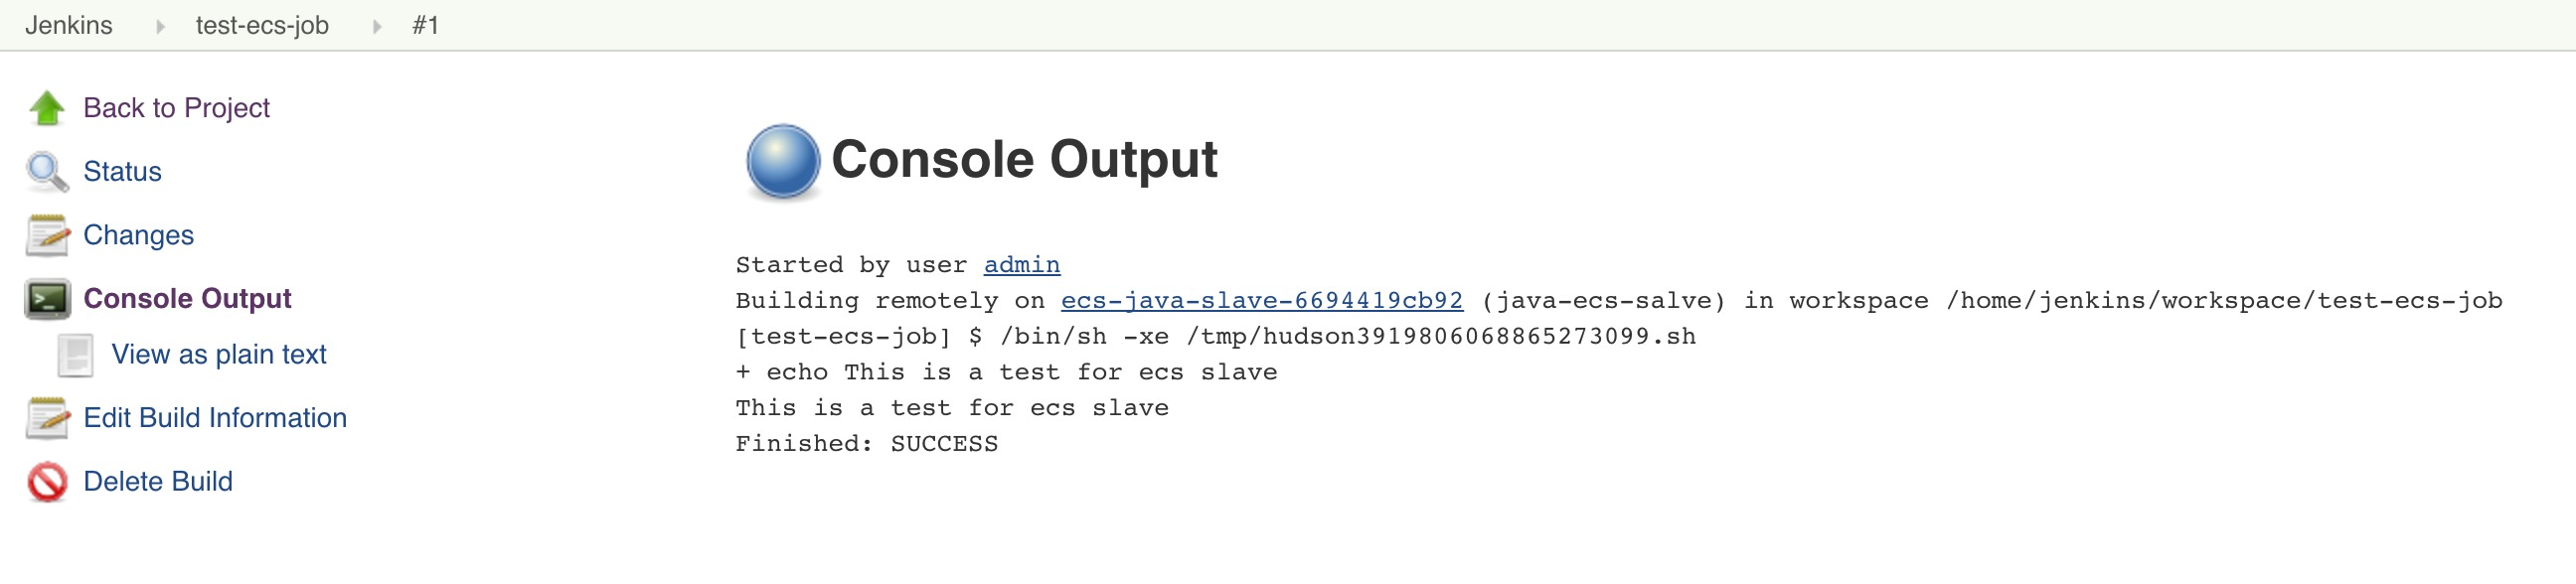 Jenkins test-ecs-job #1
Back to Project
Status
Changes
Console Output
View as plain text
Edit Build Information
Delete Build
Console Output
Started by user admin
Building remotely on ecs-java-slave-6694419cb92 (java-ecs-salve) in workspace /home/jenkins/workspace/test-ecs-job
[test-ecs-job] $ /bin/sh -xe /tmp/hudson3919806068865273099.sh
+ echo This is a test for ecs slave
This is a test for ecs slave
Finished: SUCCESS